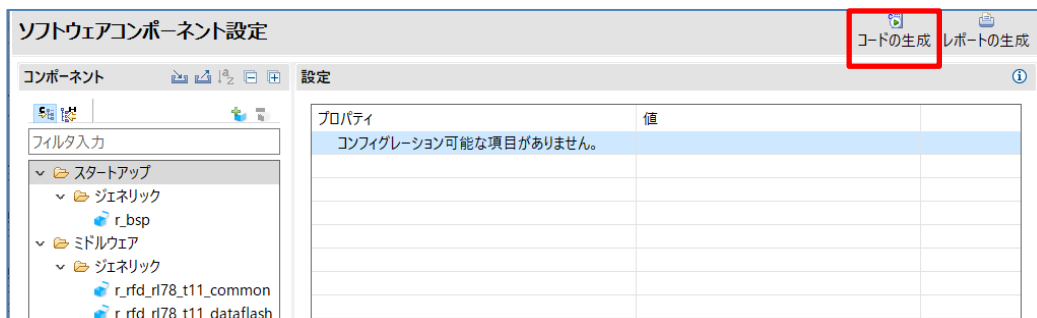 ソフトウェアコンポーネント設定
コードの生成 レポートの生成
コンポーネント
設定
フィルタ入力
スタートアップ
ジェネリック
r_bsp
ミドルウェア
ジェネリック
r_rfd_rl78_t11_common
r_rfd_rl78_t11_dataflash
プロパティ 値
コンフィグレーション可能な項目がありません。